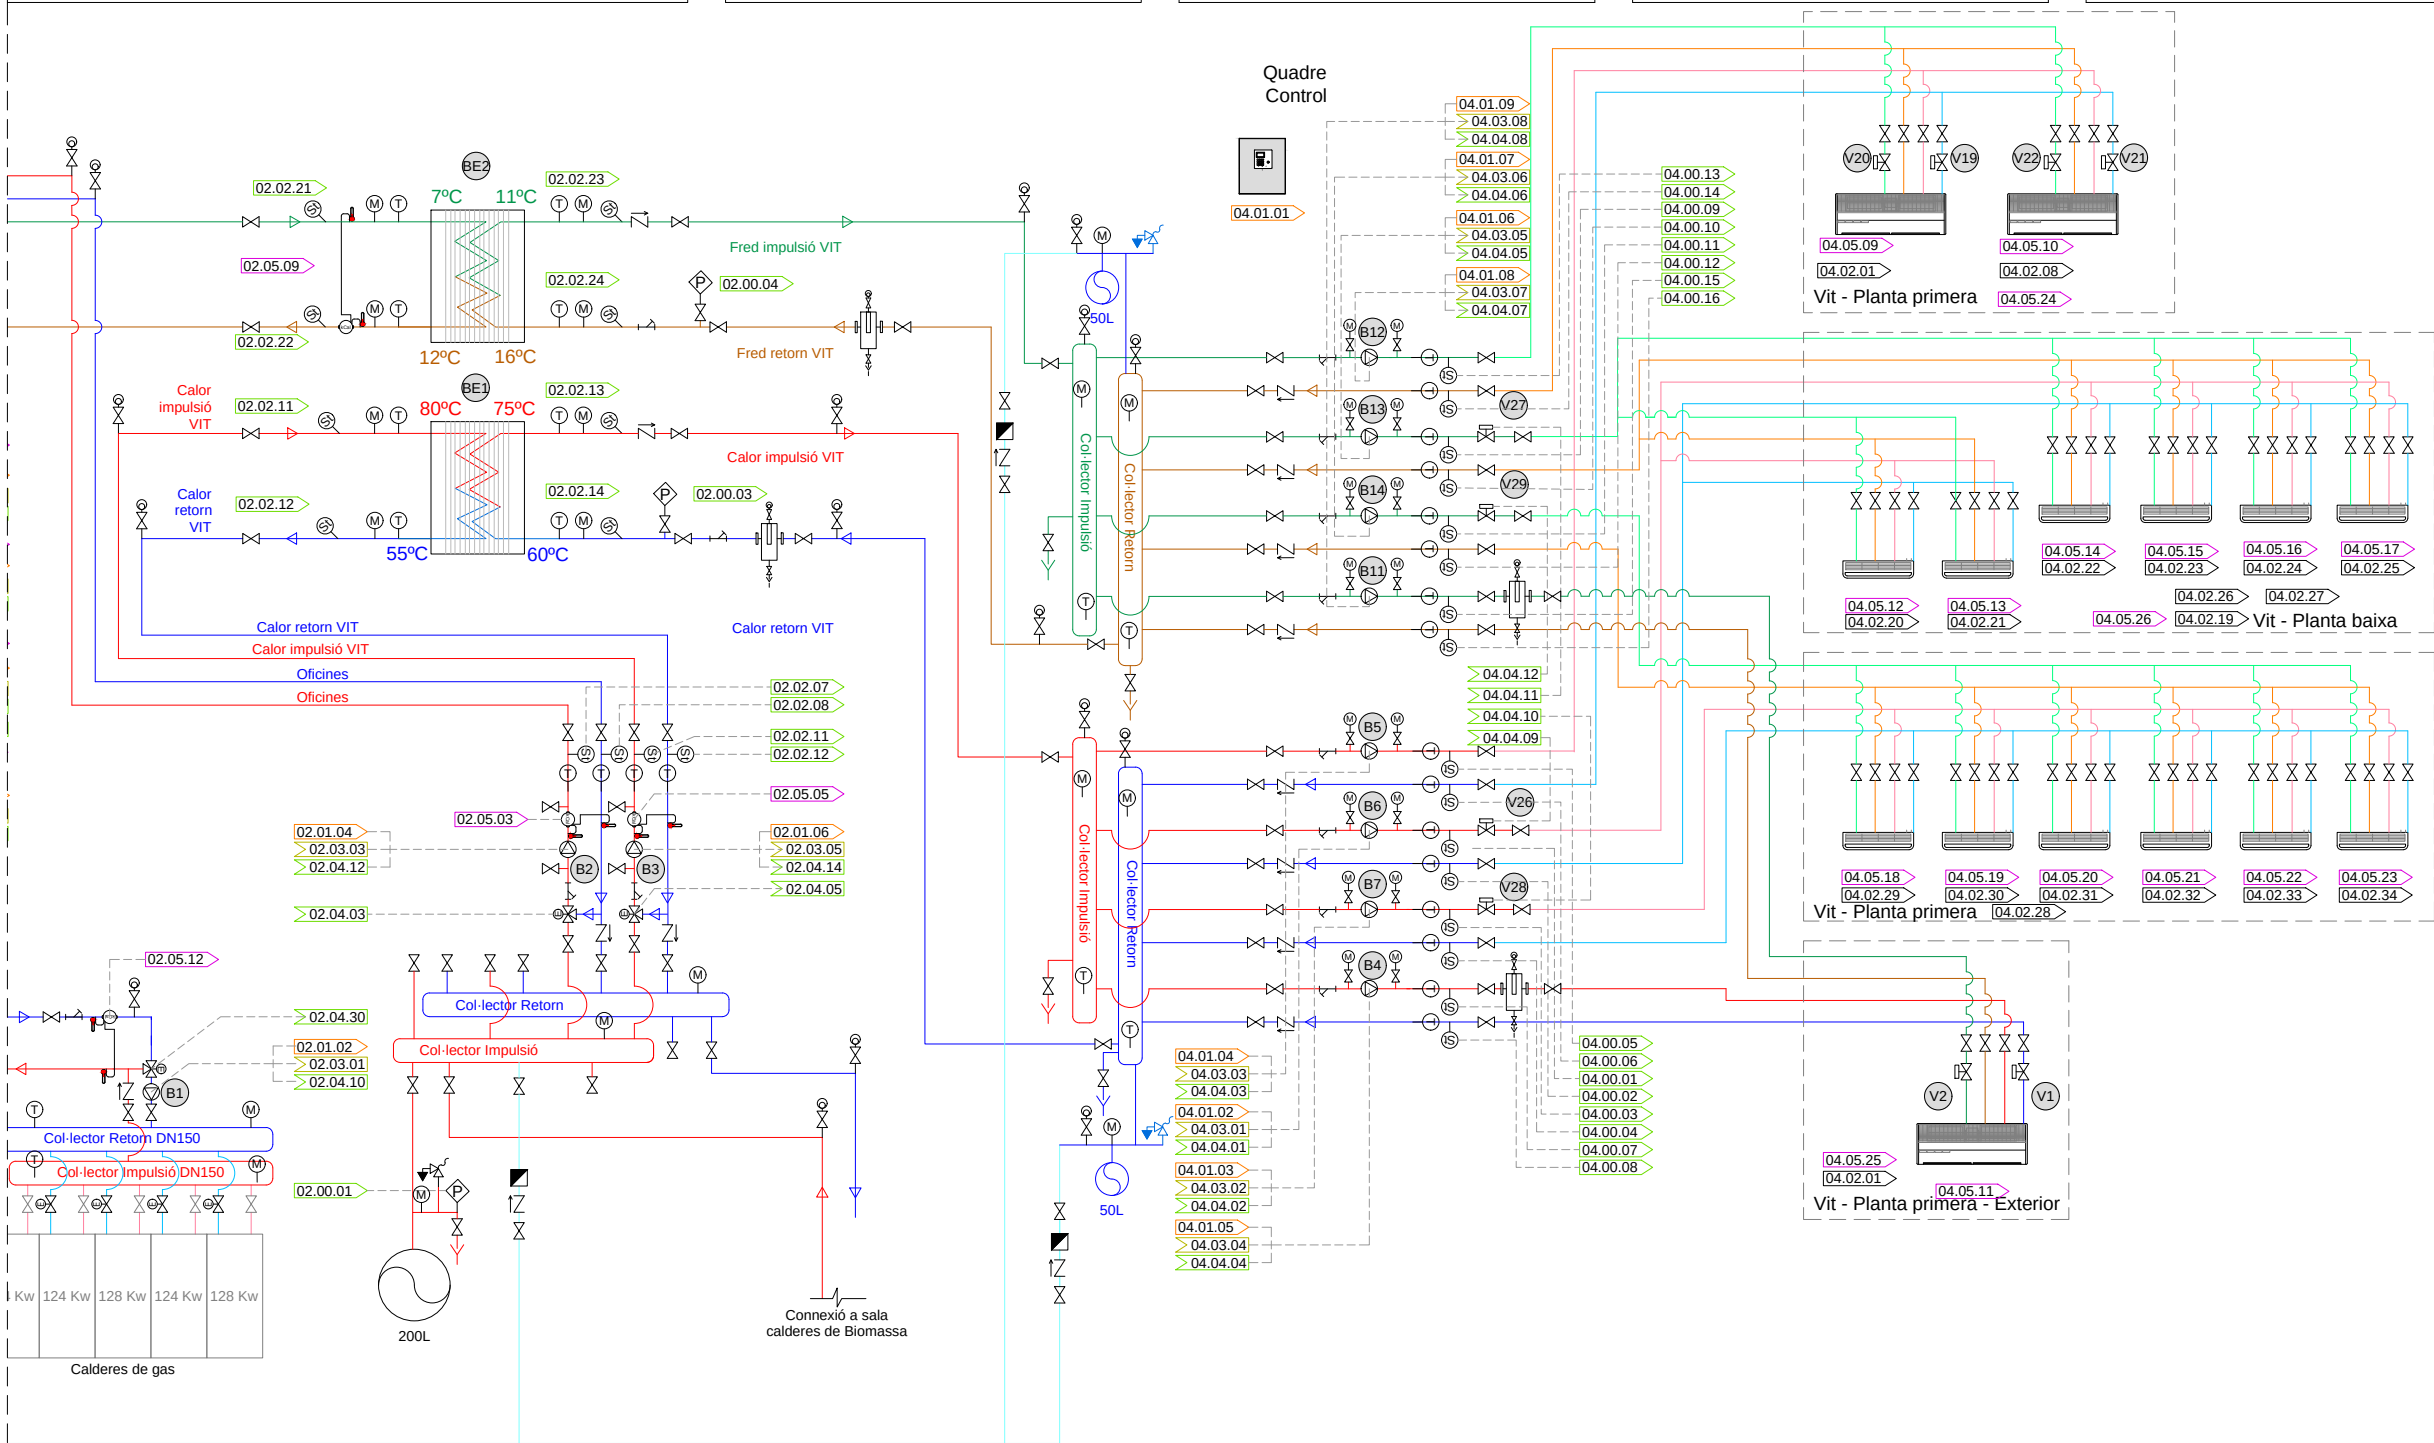 Quadre
Control
04.01.01
04.01.09
04.03.08
04.04.08
04.01.07
04.03.06
04.04.06
04.01.06
04.03.05
04.04.05
04.01.08
04.03.07
04.04.07
04.00.13
04.00.14
04.00.09
04.00.10
04.00.11
04.00.12
04.00.15
04.00.16
V20
V19
V22
V21
04.05.09
04.02.01
04.05.10
04.02.08
Vit - Planta primera
04.05.24
BE2
7ºC
11ºC
02.02.21
02.02.23
02.05.09
02.02.24
02.00.04
Fred impulsió VIT
Fred retorn VIT
02.02.22
12ºC
16ºC
BE1
80ºC
75ºC
Calor
impulsió
VIT
02.02.11
02.02.13
Calor impulsió VIT
Calor
retorn
VIT
02.02.12
02.02.14
02.00.03
55ºC
60ºC
Calor retorn VIT
Calor retorn VIT
Calor impulsió VIT
Oficines
Oficines
50L
Col·lector Impulsió
Col·lector Retorn
B12
B13
B14
B11
V27
V29
04.05.14
04.02.22
04.05.15
04.02.23
04.05.16
04.02.24
04.05.17
04.02.25
04.05.12
04.02.20
04.05.13
04.02.21
04.02.26
04.02.27
04.05.26
04.02.19
Vit - Planta baixa
04.04.12
04.04.11
04.04.10
04.04.09
02.02.07
02.02.08
02.02.11
02.02.12
02.05.05
02.05.03
02.01.04
02.03.03
02.04.12
02.01.06
02.03.05
02.04.14
02.04.05
02.04.03
B2
B3
B5
B6
B7
B4
V26
V28
Col·lector Impulsió
Col·lector Retorn
04.05.18
04.02.29
04.05.19
04.02.30
04.05.20
04.02.31
04.05.21
04.02.32
04.05.22
04.02.33
04.05.23
04.02.34
Vit - Planta primera
04.02.28
02.05.12
02.04.30
02.01.02
02.03.01
02.04.10
B1
Col·lector Retorn
Col·lector Impulsió
Col·lector Retorn DN150
Col·lector Impulsió DN150
02.00.01
200L
124 Kw
128 Kw
124 Kw
128 Kw
Calderes de gas
Connexió a sala
calderes de Biomassa
50L
04.01.04
04.03.03
04.04.03
04.01.02
04.03.01
04.04.01
04.01.03
04.03.02
04.04.02
04.01.05
04.03.04
04.04.04
04.00.05
04.00.06
04.00.01
04.00.02
04.00.03
04.00.04
04.00.07
04.00.08
V2
V1
04.05.25
04.02.01
04.05.11
Vit - Planta primera - Exterior